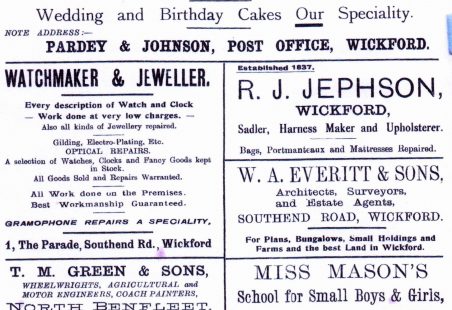 Wedding and Birthday Cakes Our Speciality.
NOTE ADDRESS:—
PARDEY & JOHNSON, POST OFFICE, WICKFORD.
WATCHMAKER & JEWELLER.
Every description of Watch and Clock
— Work done at very low charges. —
Also all kinds of Jewellery repaired.
Gilding, Electro-Plating, Etc.
OPTICAL REPAIRS.
A selection of Watches, Clocks and Fancy Goods kept
in Stock.
All Goods Sold and Repairs Warranted.
All Work done on the Premises.
Best Workmanship Guaranteed.
GRAMOPHONE REPAIRS A SPECIALITY,
1, The Parade, Southend Rd., Wickford
T. M. GREEN & SONS,
WHEELWRIGHTS, AGRICULTURAL and
MOTOR ENGINEERS, COACH PAINTERS,
NORTH BENFLEET,
Established 1837.
R. J. JEPHSON,
WICKFORD,
Sadler, Harness Maker and Upholsterer.
Bags, Portmanteaux and Mattresses Repaired.
W. A. EVERITT & SONS,
Architects, Surveyors,
and Estate Agents,
SOUTHEND ROAD, WICKFORD.
For Plans, Bungalows, Small Holdings and
Farms and the best Land in Wickford.
MISS MASON'S
School for Small Boys & Girls,